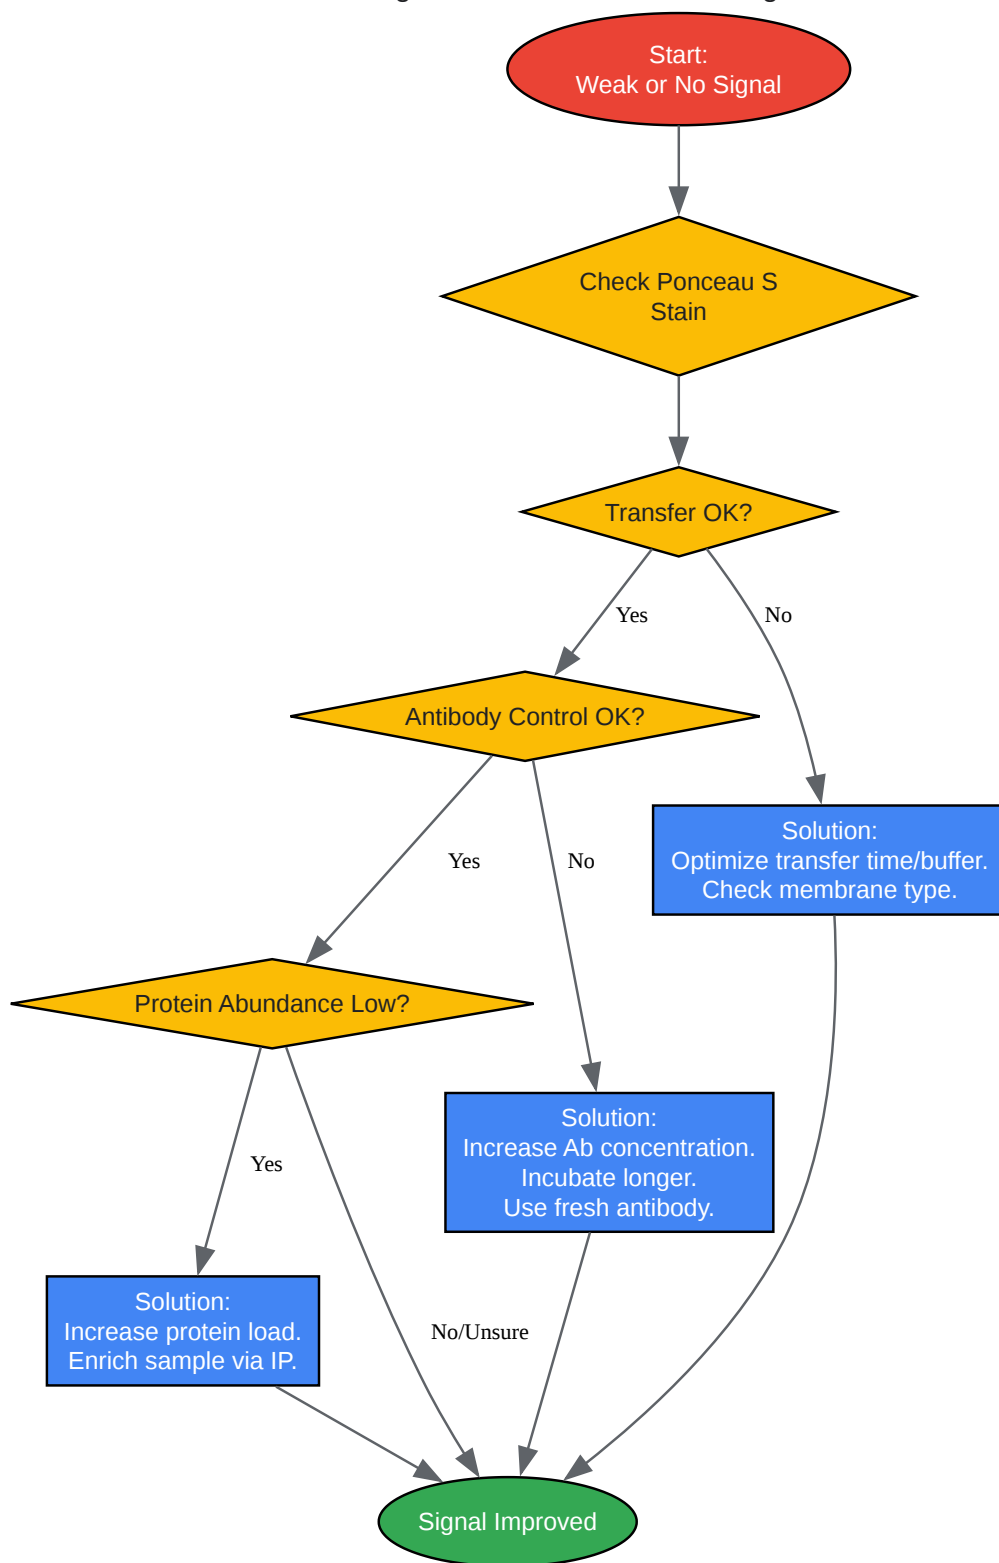 Start:
Weak or No Signal
Check Ponceau S
Stain
Transfer OK?
Yes
No
Antibody Control OK?
Solution:
Optimize transfer time/buffer.
Check membrane type.
Yes
No
Protein Abundance Low?
Solution:
Increase Ab concentration.
Incubate longer.
Use fresh antibody.
Yes
Solution:
Increase protein load.
Enrich sample via IP.
No/Unsure
Signal Improved